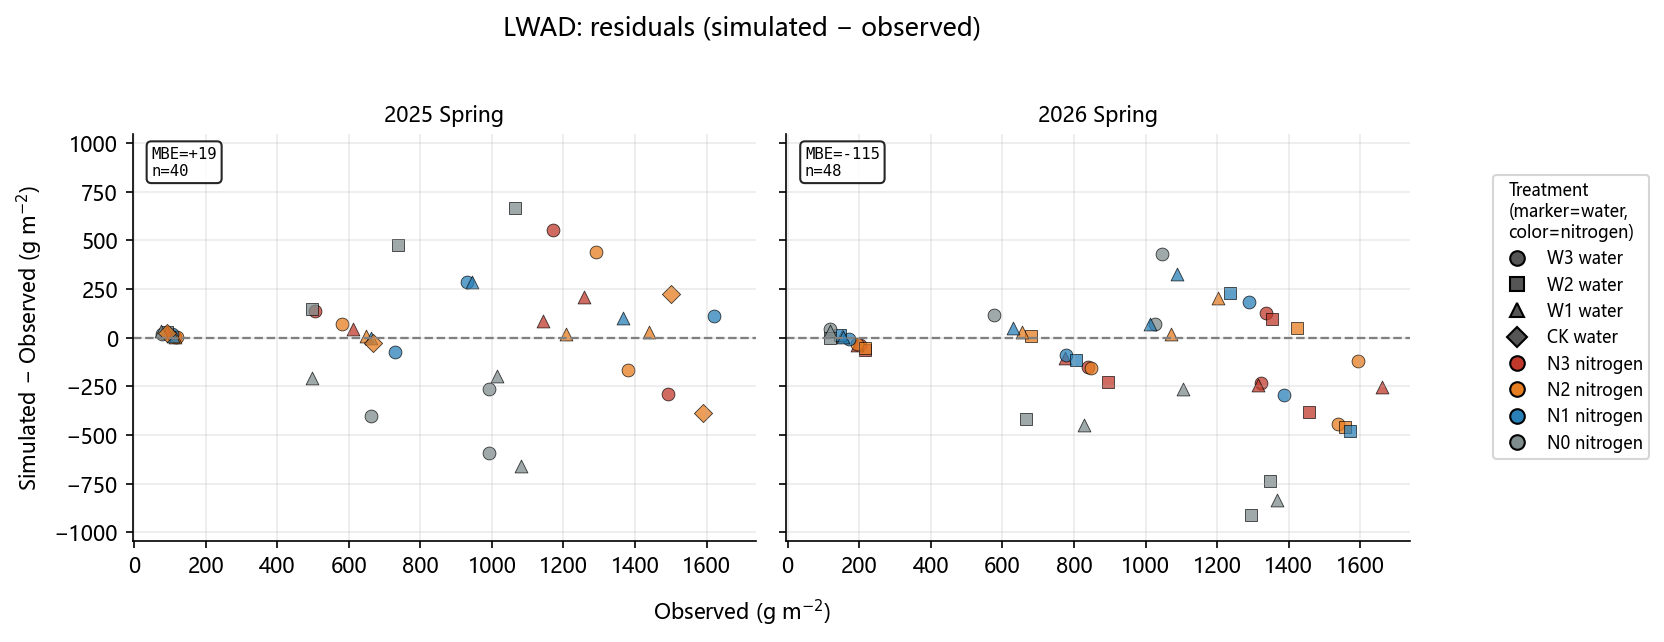 LWAD: residuals (simulated − observed)
2025 Spring
2026 Spring
Simulated − Observed (g m⁻²)
1000
750
500
250
0
−250
−500
−750
−1000
MBE=+19
n=40
MBE=-115
n=48
0 200 400 600 800 1000 1200 1400 1600
0 200 400 600 800 1000 1200 1400 1600
Observed (g m⁻²)
Treatment
(marker=water,
color=nitrogen)
W3 water
W2 water
W1 water
CK water
N3 nitrogen
N2 nitrogen
N1 nitrogen
N0 nitrogen